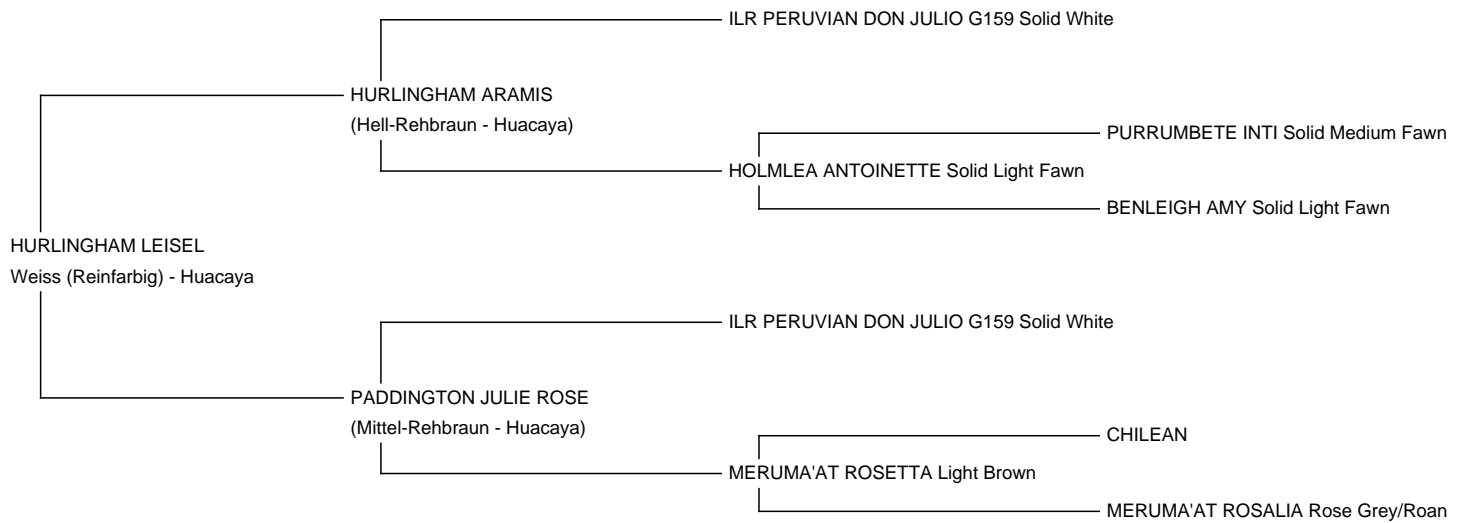 ILR PERUVIAN DON JULIO G159 Solid White
HURLINGHAM ARAMIS
(Hell-Rehbraun - Huacaya)
PURRUMBETE INTI Solid Medium Fawn
HOLMLEA ANTOINETTE Solid Light Fawn
BENLEIGH AMY Solid Light Fawn
HURLINGHAM LEISEL
Weiss (Reinfarbig) - Huacaya
ILR PERUVIAN DON JULIO G159 Solid White
PADDINGTON JULIE ROSE
(Mittel-Rehbraun - Huacaya)
CHILEAN
MERUMA'AT ROSETTA Light Brown
MERUMA'AT ROSALIA Rose Grey/Roan